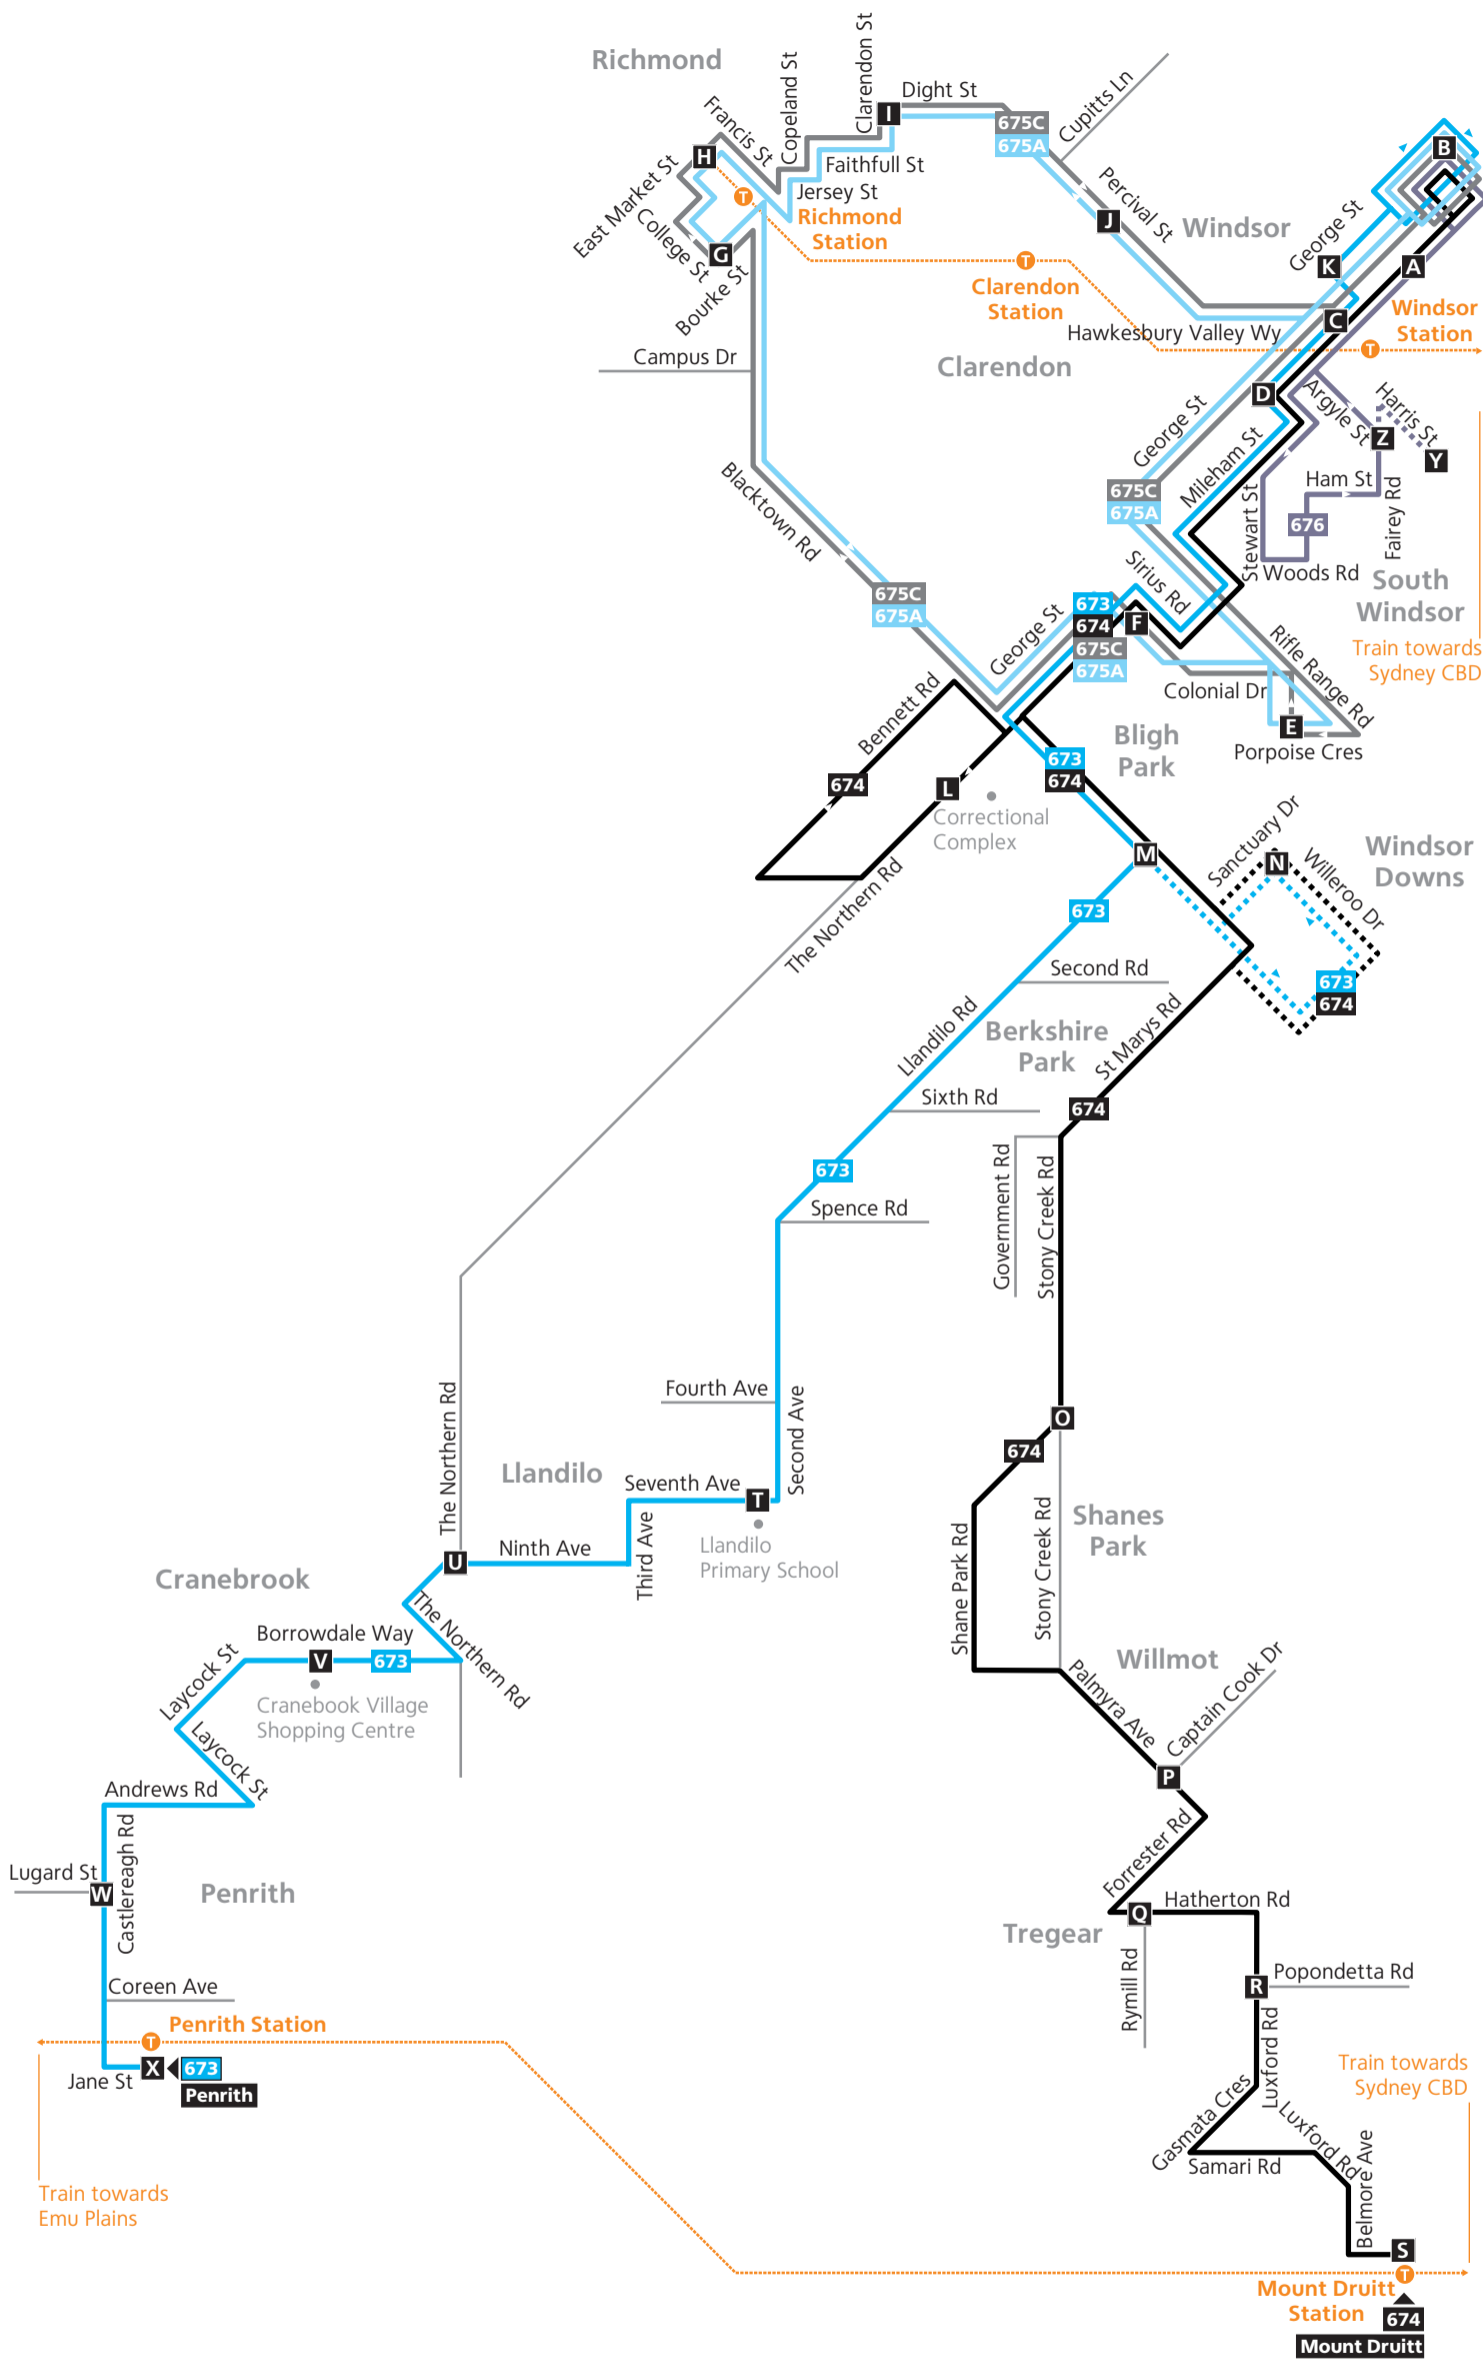 Richmond
Francis St
Copeland St
Clarendon St
I
Dight St
675C
675A
Cupitts Ln
B
H
East Market St
College St
G
Bourke St
Faithfull St
Jersey St
T
Richmond
Station
Percival St
J
Windsor
George St
K
A
T
Clarendon
Station
C
Windsor
Station
Hawkesbury Valley Wy
T
Campus Dr
Clarendon
D
Argyle St
Harris St
Z
Y
George St
Mileham St
Blacktown Rd
675C
675A
Ham St
Stewart St
676
Fairey Rd
Woods Rd
South
Windsor
Sirius Rd
675C
675A
George St
673
674
675C
675A
F
Rifle Range Rd
Train towards
Sydney CBD
Colonial Dr
E
Porpoise Cres
Bennett Rd
Bligh
Park
673
674
674
L
Correctional
Complex
M
Sanctuary Dr
N
Willeroo Dr
Windsor
Downs
The Northern Rd
673
Second Rd
673
674
Llandilo Rd
Berkshire
Park
St Marys Rd
Sixth Rd
674
673
Government Rd
Stony Creek Rd
Spence Rd
The Northern Rd
Fourth Ave
Second Ave
O
674
Llandilo
Seventh Ave
T
Third Ave
Llandilo
Primary School
Shane Park Rd
Stony Creek Rd
Shanes
Park
U
Ninth Ave
Cranebrook
The Northern Rd
Borrowdale Way
V
673
Cranebook Village
Shopping Centre
Laycock St
Laycock St
Willmot
Palmyra Ave
Captain Cook Dr
P
Andrews Rd
Castlereagh Rd
Lugard St
W
Penrith
Forrester Rd
Q
Hatherton Rd
Tregear
Rymill Rd
R
Popondetta Rd
Coreen Ave
T
Penrith Station
Jane St
X
673
Penrith
Luxford Rd
Train towards
Sydney CBD
Gasmata Cres
Samari Rd
Luxford Rd
Belmore Ave
Train towards
Emu Plains
S
T
Mount Druitt
Station
674
Mount Druitt